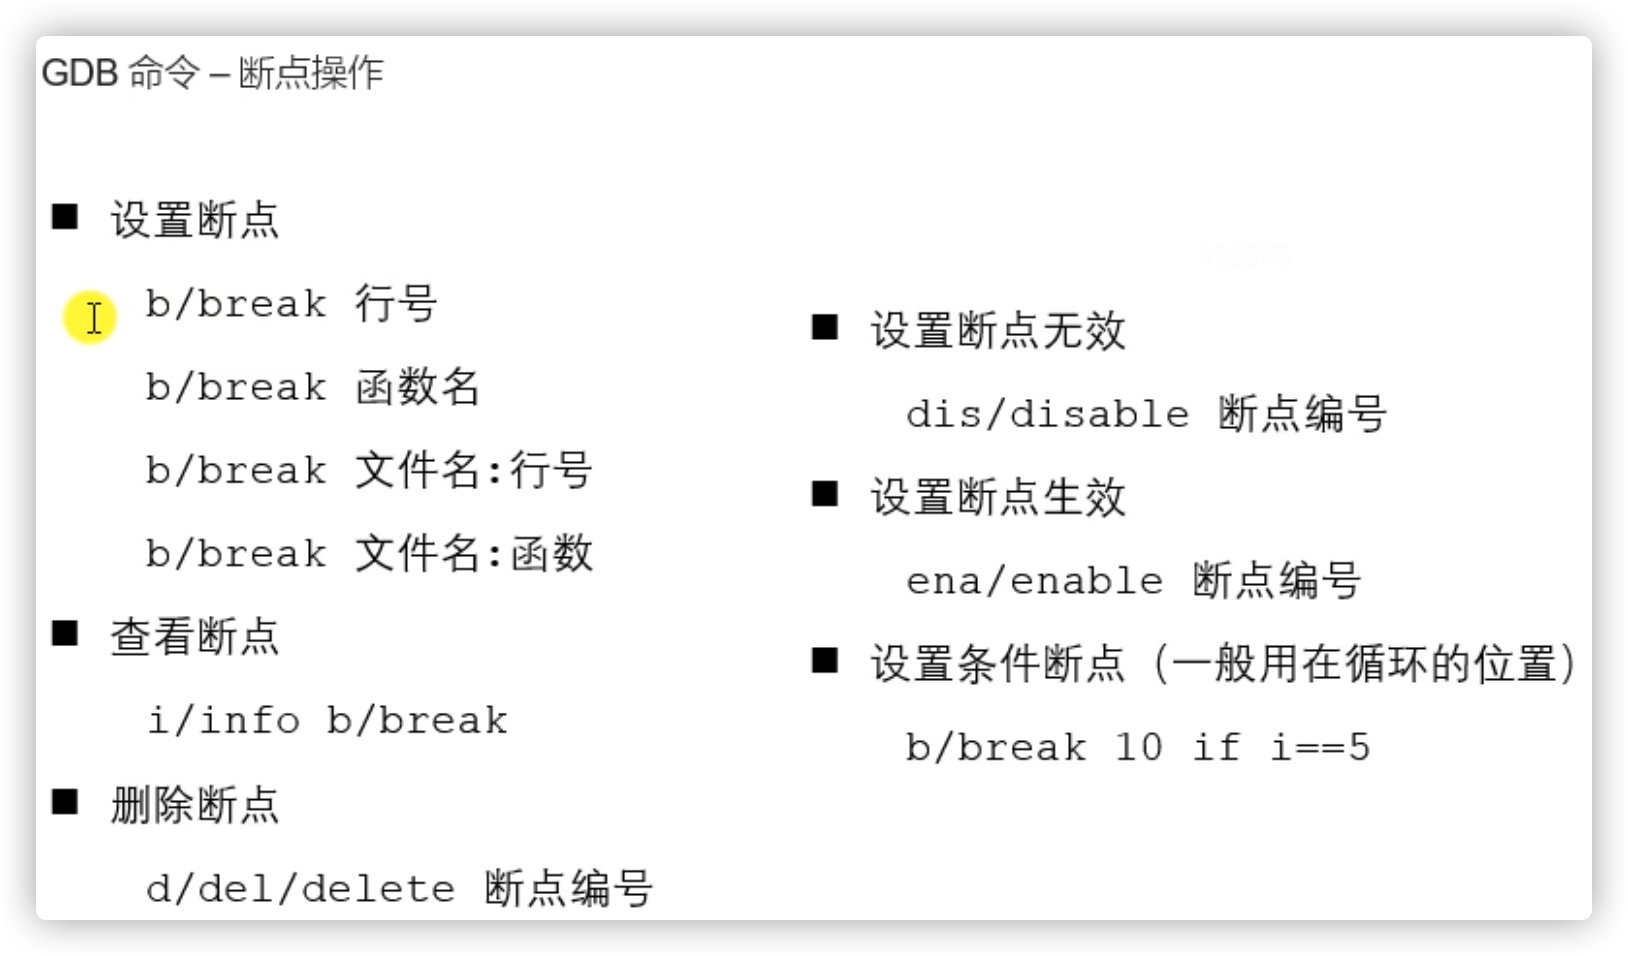 GDB 命令 – 断点操作
■ 设置断点
b/break 行号
b/break 函数名
b/break 文件名:行号
b/break 文件名:函数
■ 查看断点
i/info b/break
■ 删除断点
d/del/delete 断点编号
■ 设置断点无效
dis/disable 断点编号
■ 设置断点生效
ena/enable 断点编号
■ 设置条件断点（一般用在循环的位置）
b/break 10 if i==5